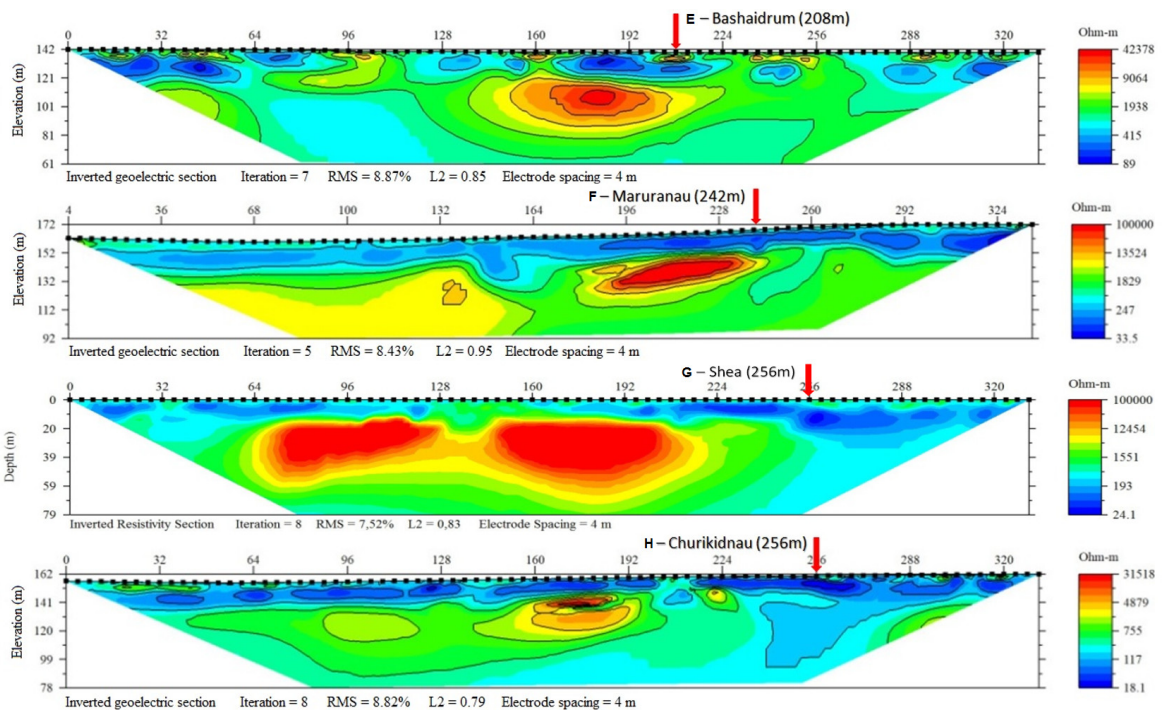 E – Bashaidrum (208m)
Ohm-m
0 32 64 96 128 160 192 224 256 288 320
142
121
101
81
61
Elevation (m)
42378
9064
1938
415
89
Inverted geoelectric section Iteration = 7 RMS = 8.87% L2 = 0.85 Electrode spacing = 4 m
F – Maruranau (242m)
Ohm-m
4 36 68 100 132 164 196 228 260 292 324
172
152
132
112
92
Elevation (m)
100000
13524
1829
247
33.5
Inverted geoelectric section Iteration = 5 RMS = 8.43% L2 = 0.95 Electrode spacing = 4 m
G – Shea (256m)
Ohm-m
0 32 64 96 128 160 192 224 256 288 320
0
20
39
59
79
Depth (m)
100000
12454
1551
193
24.1
Inverted Resistivity Section Iteration = 8 RMS = 7,52% L2 = 0,83 Electrode Spacing = 4 m
H – Churikidnau (256m)
Ohm-m
0 32 64 96 128 160 192 224 256 288 320
162
141
120
99
78
Elevation (m)
31518
4879
755
117
18.1
Inverted geoelectric section Iteration = 8 RMS = 8.82% L2 = 0.79 Electrode spacing = 4 m